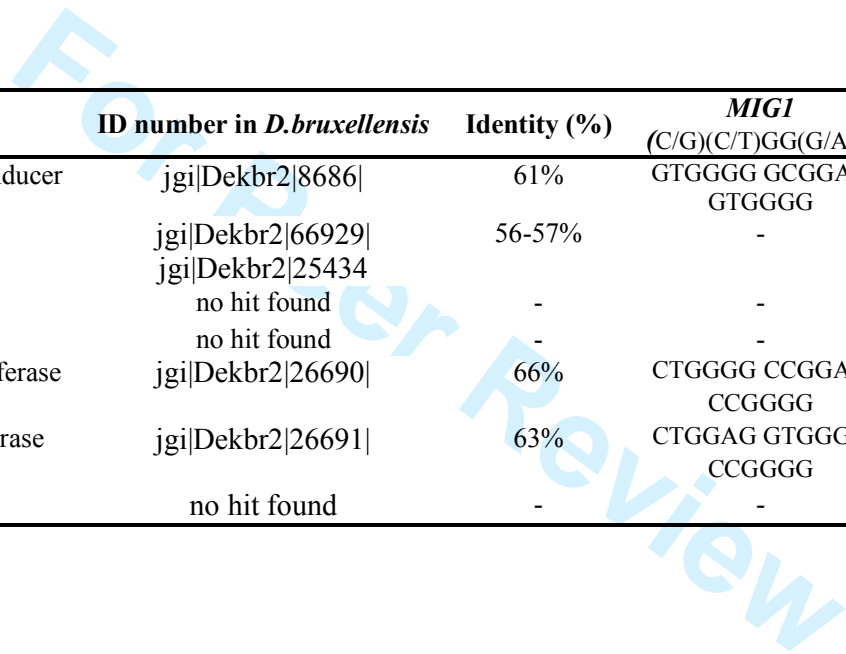 For Peer Review
ID number in D.bruxellensis Identity (%) MIG1
(C/G)(C/T)GG(G/A
ducer jgi|Dekbr2|8686| 61% GTGGGG GCGGA
GTGGGG
jgi|Dekbr2|66929| 56-57% -
jgi|Dekbr2|25434
no hit found - -
no hit found - -
ferase jgi|Dekbr2|26690| 66% CTGGGG CCGGA
CCGGGG
rase jgi|Dekbr2|26691| 63% CTGGAG GTGGG
CCGGGG
no hit found - -